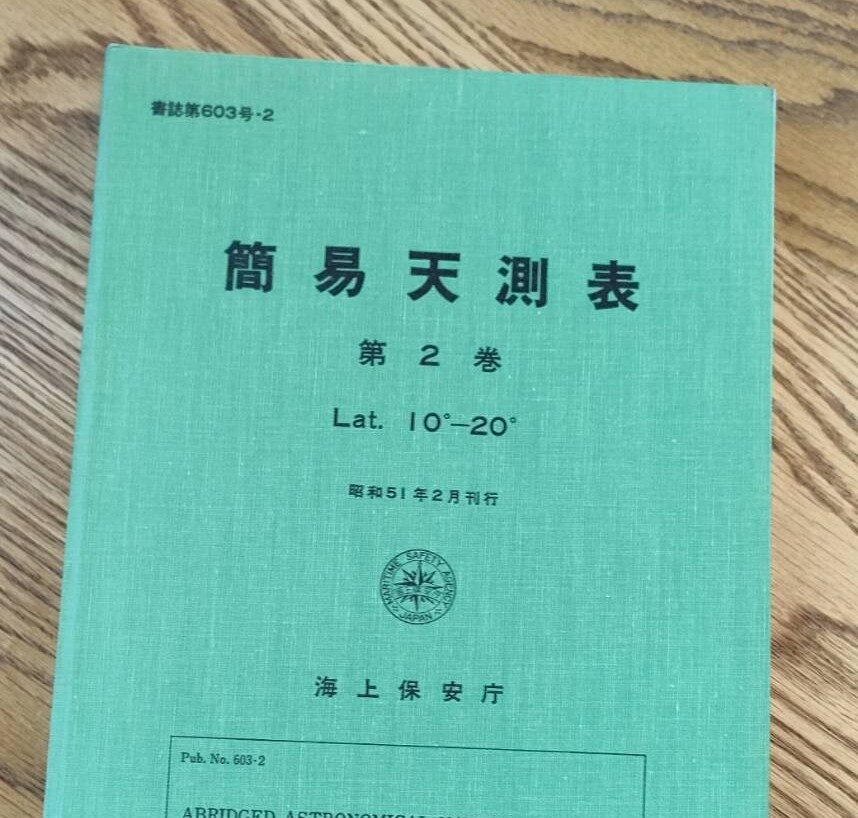 書誌第603号-2
簡易天測表
第2巻
Lat. 10°—20°
昭和51年2月刊行
MARITIME SAFETY AGENCY
JAPAN
海上保安庁
Pub. No. 603-2
ABRIDGED ASTRONOMICAL